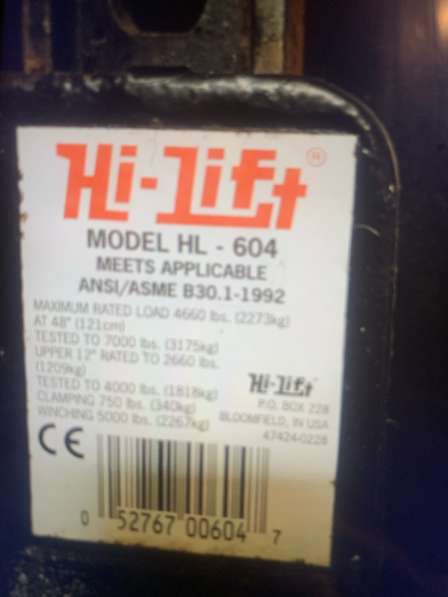 Hi-Lift ®
MODEL HL - 604
MEETS APPLICABLE
ANSI/ASME B30.1-1992
MAXIMUM RATED LOAD 4660 lbs. (2273kg)
AT 48" (121cm)
TESTED TO 7000 lbs. (3175kg)
UPPER 12" RATED TO 2660 lbs.
(1209kg)
TESTED TO 4000 lbs. (1818kg)
CLAMPING 750 lbs. (340kg)
WINCHING 5000 lbs. (2267kg)
Hi-Lift
P.O. BOX 228
BLOOMFIELD, IN USA
47424-0228
CE
0 52767 00604 7